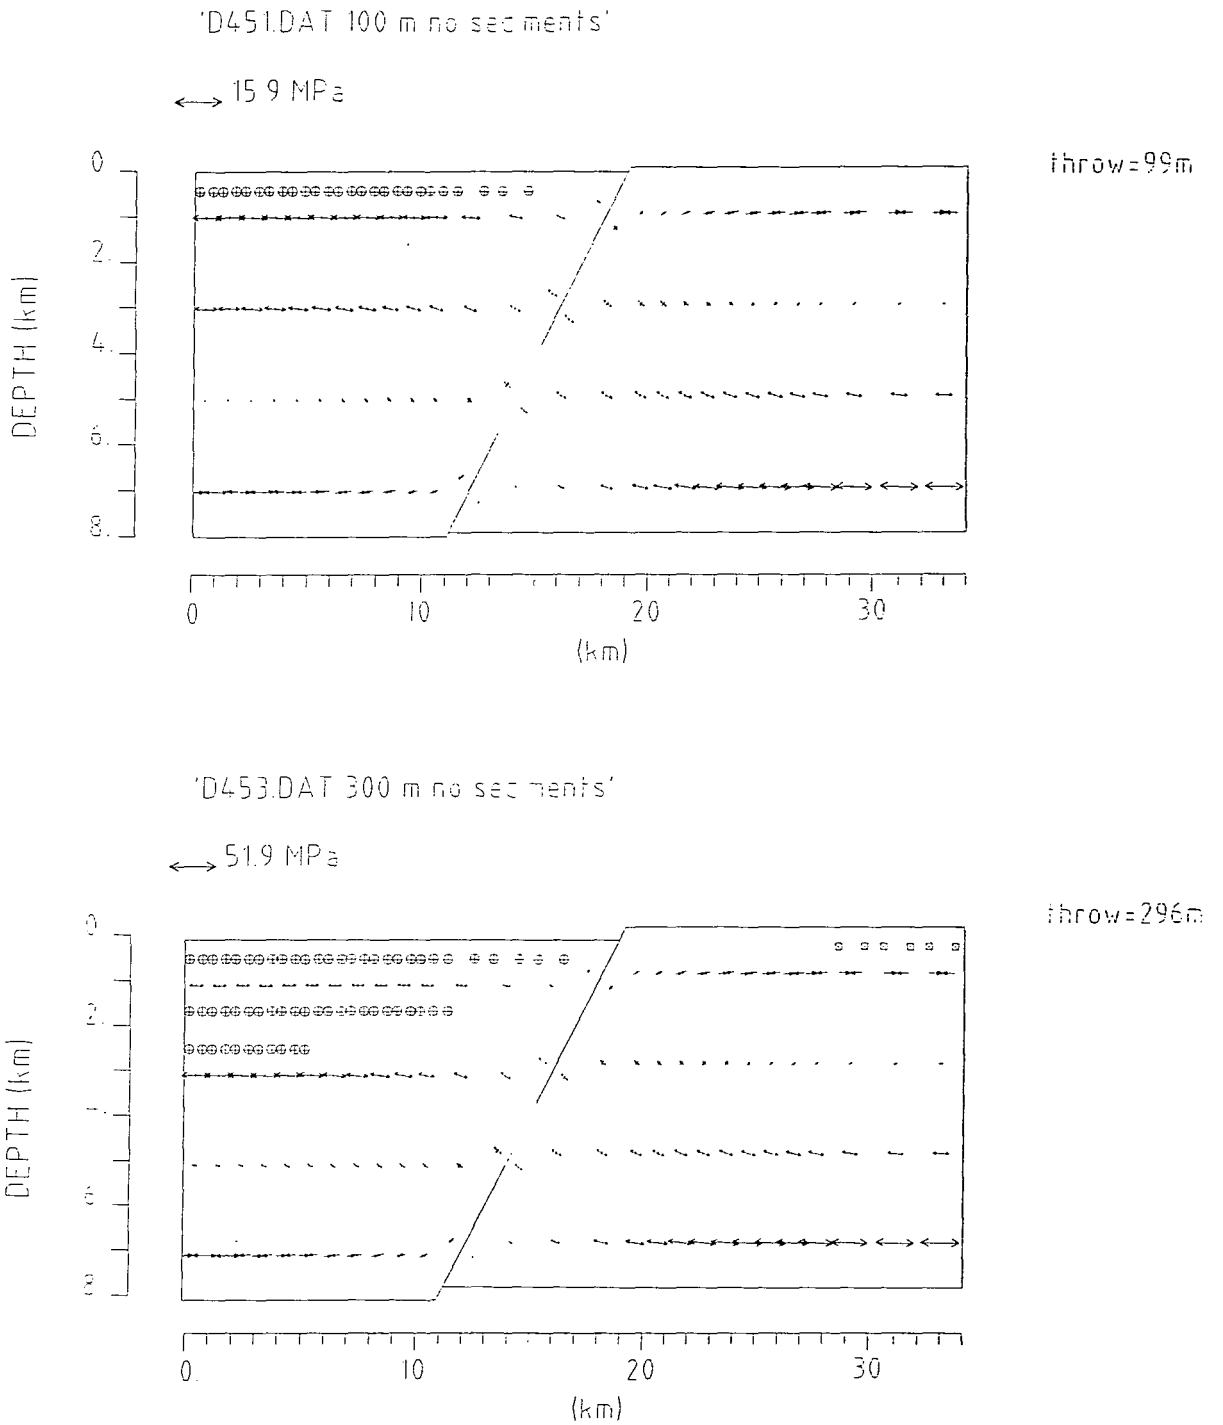 'D451.DAT 100 m no segments'
15.9 MPa
throw=99m
0
2.
4.
6.
8.
DEPTH (km)
0 10 20 30
(km)
'D453.DAT 300 m no segments'
51.9 MPa
throw=296m
0
2.
4.
6
8
DEPTH (km)
0. 10 20 30
(km)